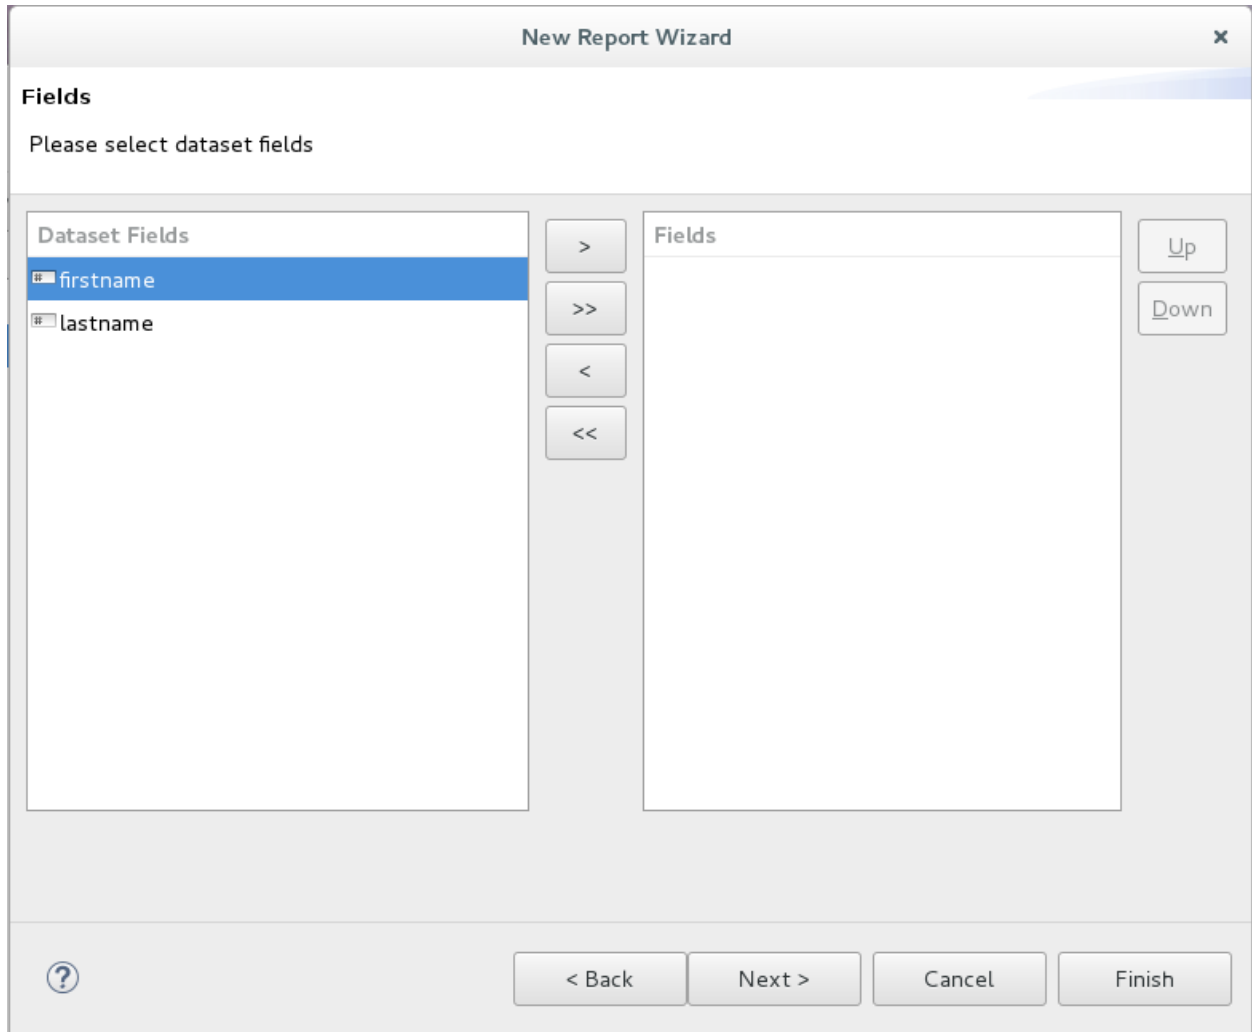 New Report Wizard ×
Fields
Please select dataset fields
Dataset Fields
# firstname
# lastname
>
>>
<
<<
Fields
Up
Down
?
< Back
Next >
Cancel
Finish